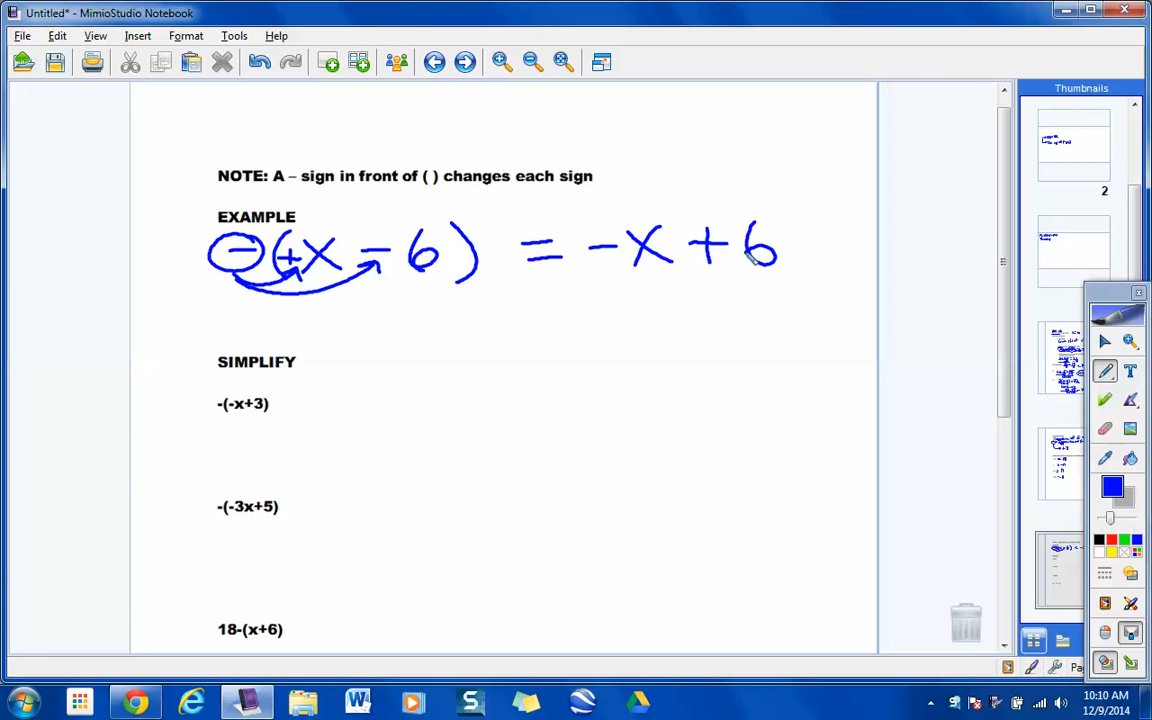 Untitled* - MimioStudio Notebook
File Edit View Insert Format Tools Help
Thumbnails
2
NOTE: A – sign in front of ( ) changes each sign
EXAMPLE
-(+x - 6) = -x + 6
SIMPLIFY
-(-x+3)
-(-3x+5)
18-(x+6)
10:10 AM
12/9/2014